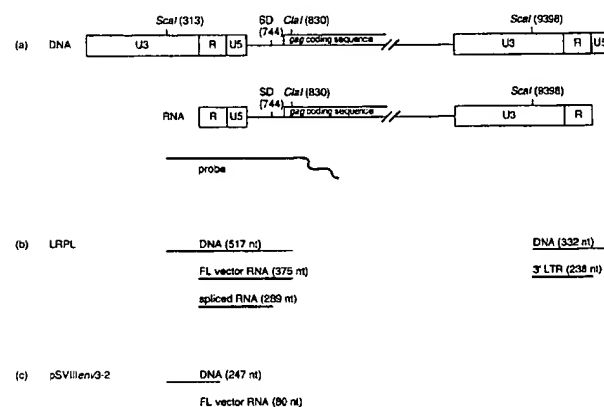 ScaI (313) SD (744) ClaI (830) ScaI (9398)
(a) DNA U3 R U5 gag coding sequence U3 R U5
SD (744) ClaI (830) ScaI (9398)
RNA R U5 gag coding sequence U3 R
probe
(b) LRPL DNA (517 nt) DNA (332 nt)
FL vector RNA (375 nt) 3' LTR (238 nt)
spliced RNA (289 nt)
(c) pSVIIIenv3-2 DNA (247 nt)
FL vector RNA (80 nt)